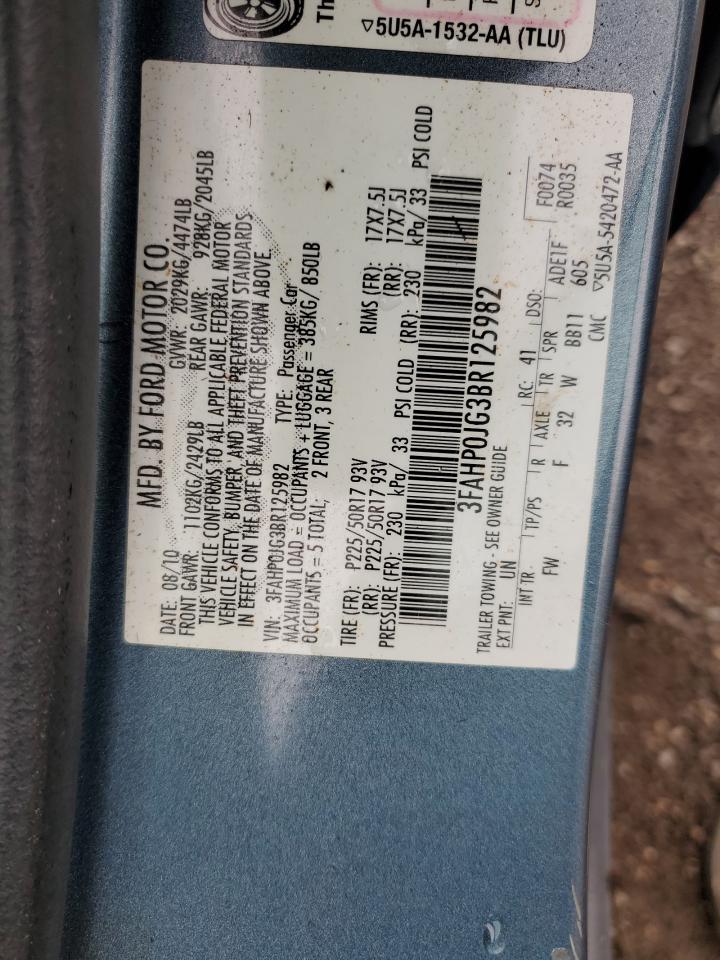 Th
▽5U5A-1532-AA (TLU)
MFD. BY FORD MOTOR CO.
DATE: 08/10 GVWR: 2029KG/4474LB
FRONT GAWR: 1102KG/2429LB REAR GAWR: 928KG/2045LB
THIS VEHICLE CONFORMS TO ALL APPLICABLE FEDERAL MOTOR
VEHICLE SAFETY, BUMPER, AND THEFT PREVENTION STANDARDS
IN EFFECT ON THE DATE OF MANUFACTURE SHOWN ABOVE.
VIN: 3FAHP0JG3BR125982 TYPE: Passenger Car
MAXIMUM LOAD = OCCUPANTS + LUGGAGE = 385KG/ 850LB
OCCUPANTS = 5 TOTAL, 2 FRONT, 3 REAR
TIRE (FR): P225/50R17 93V RIMS (FR): 17X7.5J
(RR): P225/50R17 93V (RR): 17X7.5J
PRESSURE (FR): 230 kPa/ 33 PSI COLD (RR): 230 kPa/ 33 PSI COLD
3FAHP0JG3BR125982
TRAILER TOWING - SEE OWNER GUIDE
EXT PNT: UN RC: 41 DSO: F0074
R0035
INT TR TP/PS R AXLE TR SPR ADE1F
FW F 32 W BB11 605
CMC ▽5U5A-5420472-AA